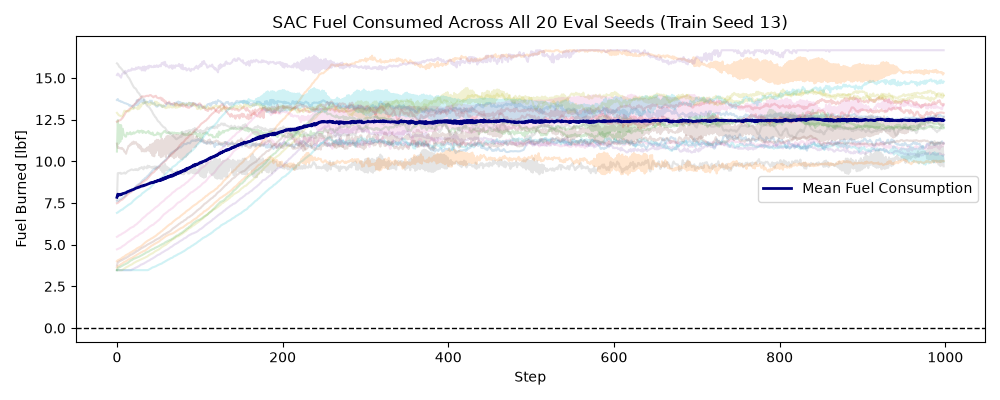 SAC Fuel Consumed Across All 20 Eval Seeds (Train Seed 13)
Fuel Burned [lbf]
15.0
12.5
10.0
7.5
5.0
2.5
0.0
Mean Fuel Consumption
0 200 400 600 800 1000
Step